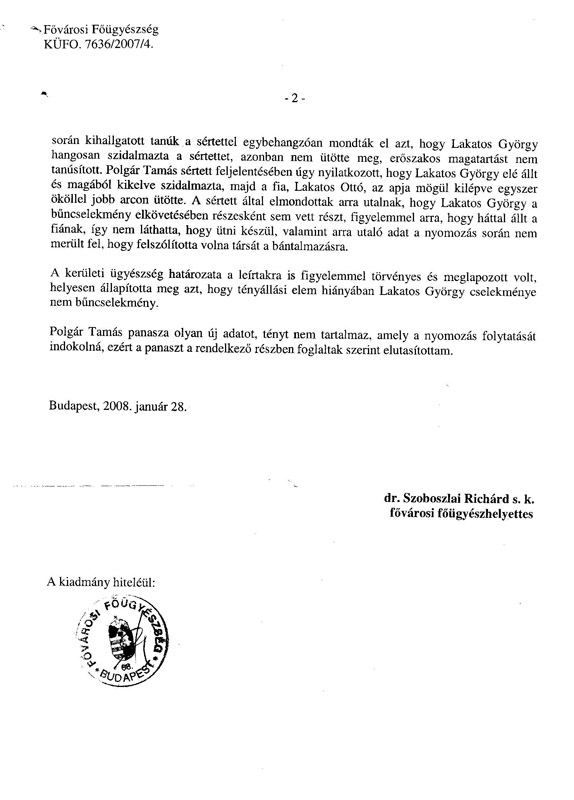 Fővárosi Főügyészség
KÜFO. 7636/2007/4.
- 2 -
során kihallgatott tanúk a sértettel egybehangzóan mondták el azt, hogy Lakatos György
hangosan szidalmazta a sértettet, azonban nem ütötte meg, erőszakos magatartást nem
tanúsított. Polgár Tamás sértett feljelentésében úgy nyilatkozott, hogy Lakatos György elé állt
és magából kikelve szidalmazta, majd a fia, Lakatos Ottó, az apja mögül kilépve egyszer
ököllel jobb arcon ütötte. A sértett által elmondottak arra utalnak, hogy Lakatos György a
bűncselekmény elkövetésében részesként sem vett részt, figyelemmel arra, hogy háttal állt a
fiának, így nem láthatta, hogy ütni készül, valamint arra utaló adat a nyomozás során nem
merült fel, hogy felszólította volna társát a bántalmazásra.
A kerületi ügyészség határozata a leírtakra is figyelemmel törvényes és meglapozott volt,
helyesen állapította meg azt, hogy tényállási elem hiányában Lakatos György cselekménye
nem bűncselekmény.
Polgár Tamás panasza olyan új adatot, tényt nem tartalmaz, amely a nyomozás folytatását
indokolná, ezért a panaszt a rendelkező részben foglaltak szerint elutasítottam.
Budapest, 2008. január 28.
dr. Szoboszlai Richárd s. k.
fővárosi főügyészhelyettes
A kiadmány hiteléül:
FŐVÁROSI FŐÜGYÉSZSÉG
* BUDAPEST *